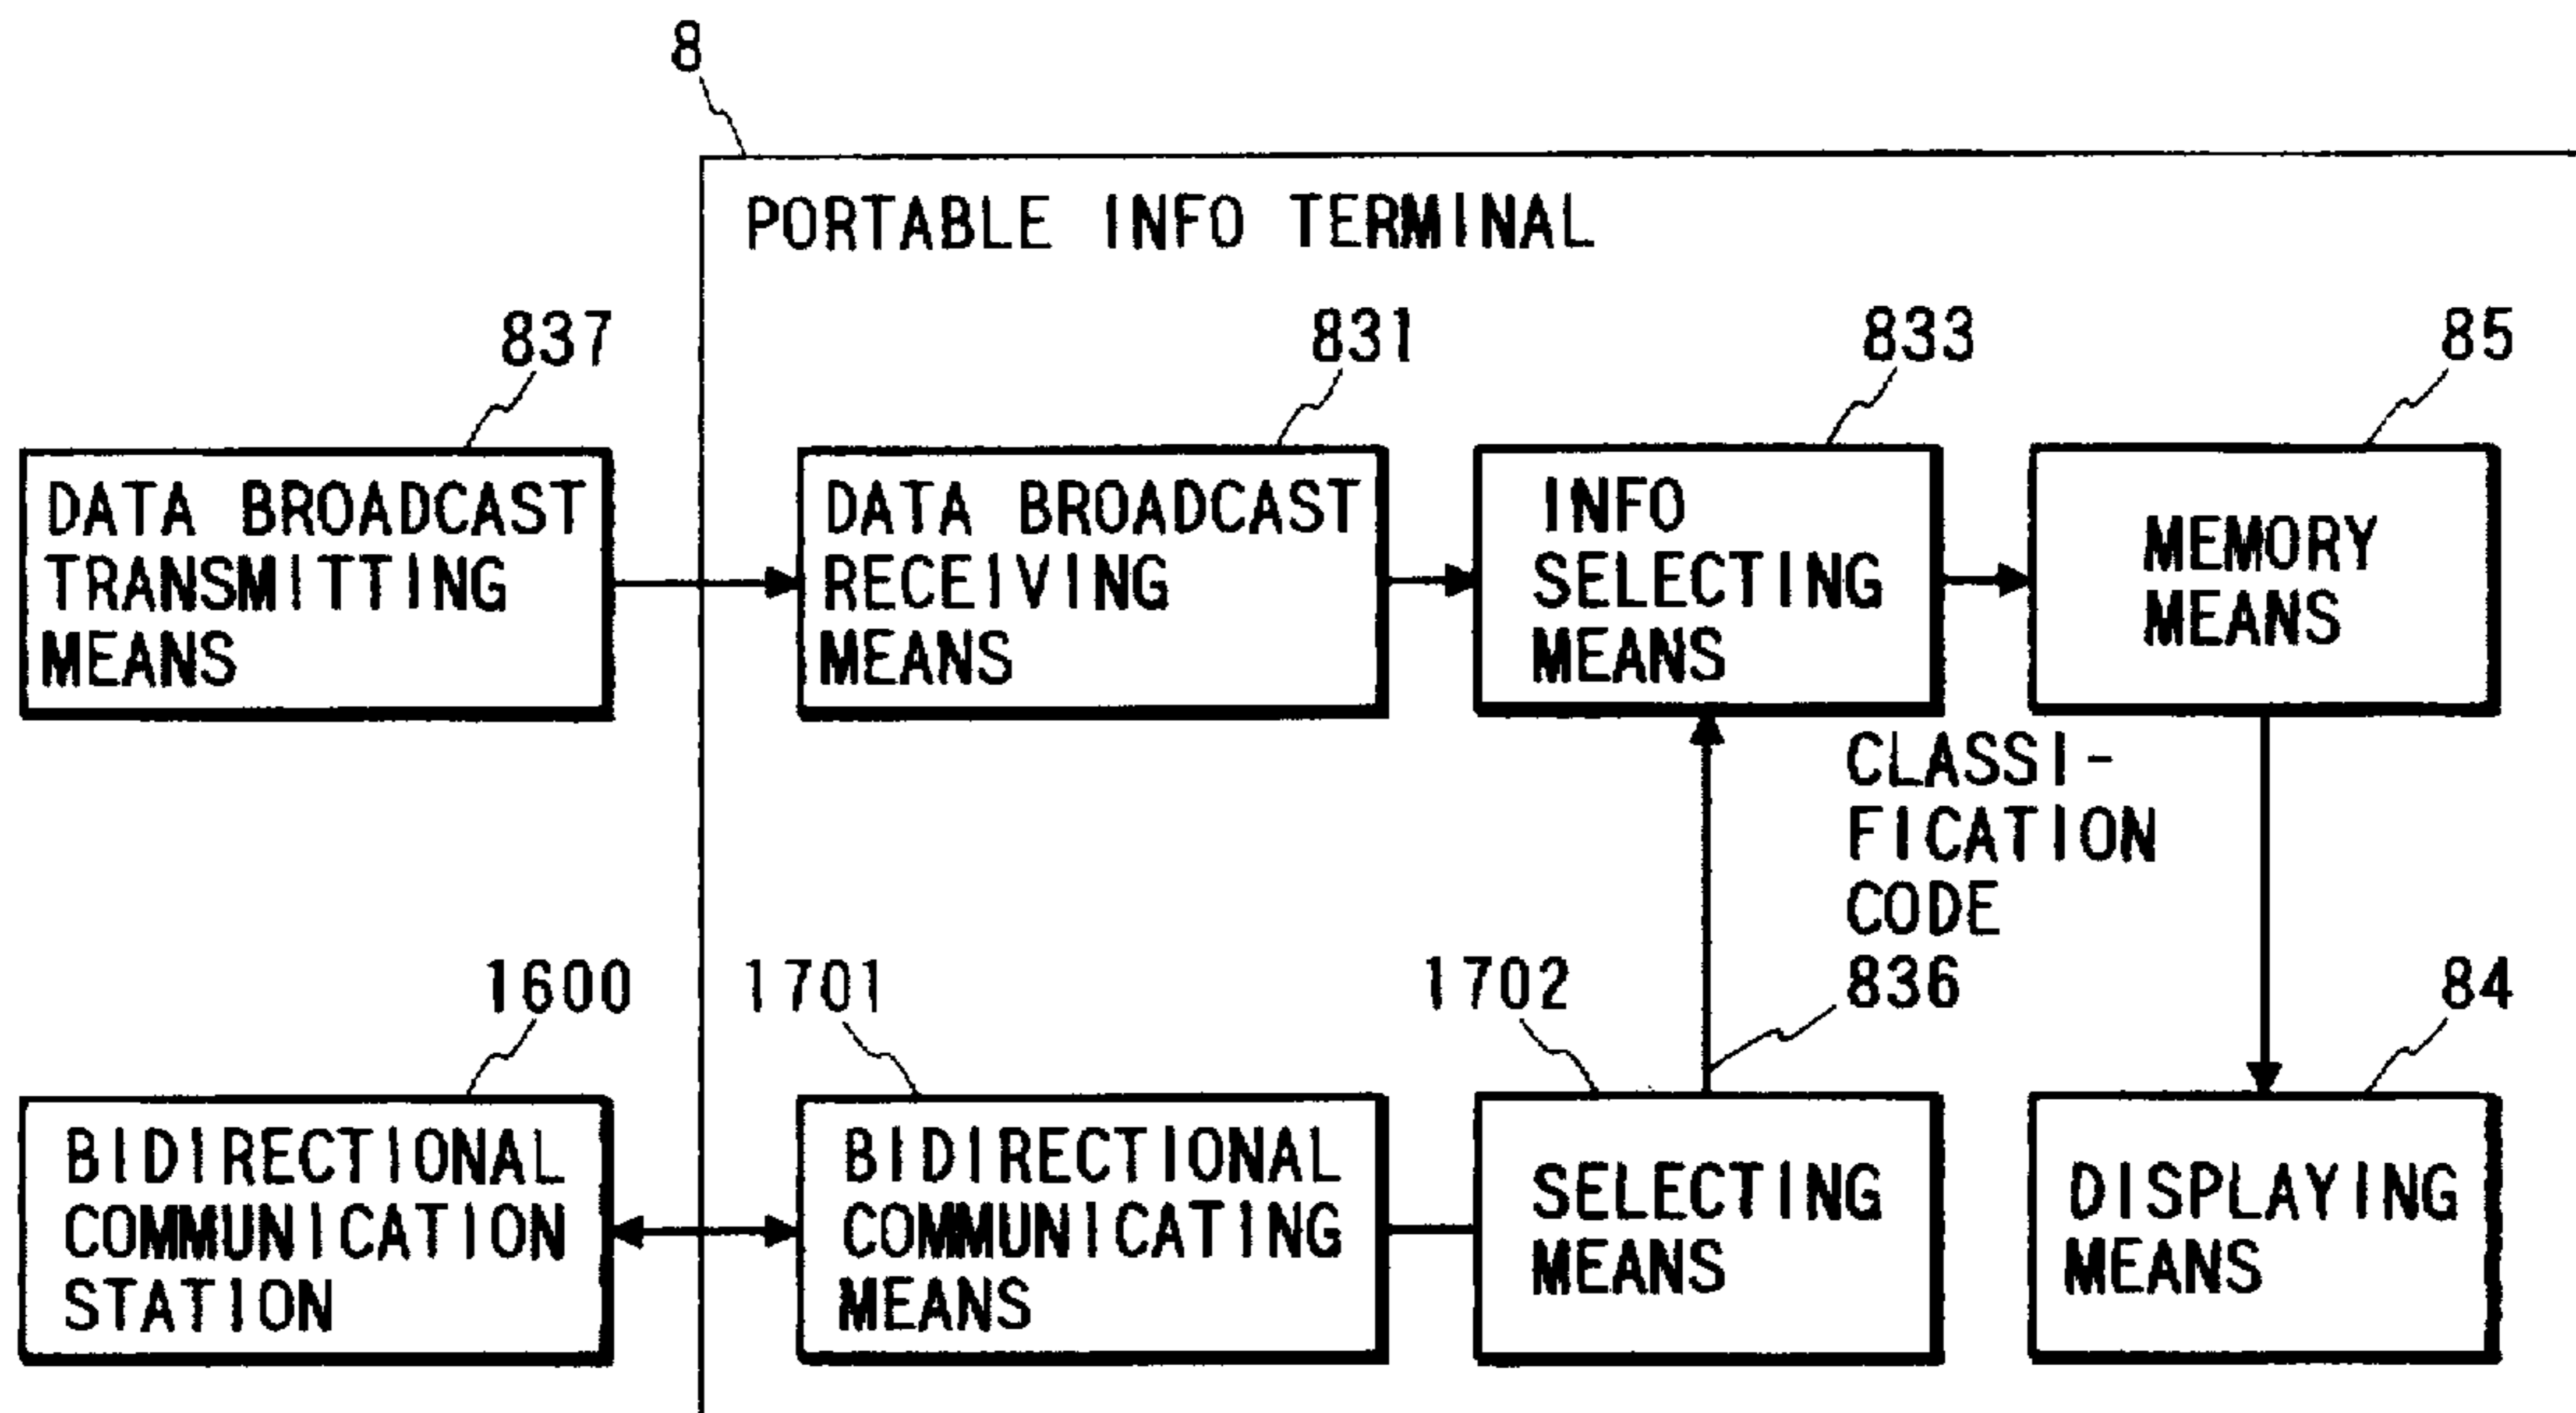 8
PORTABLE INFO TERMINAL
837
831
833
85
DATA BROADCAST
TRANSMITTING
MEANS
DATA BROADCAST
RECEIVING
MEANS
INFO
SELECTING
MEANS
MEMORY
MEANS
CLASSI-
FICATION
CODE
836
1600
1701
1702
84
BIDIRECTIONAL
COMMUNICATION
STATION
BIDIRECTIONAL
COMMUNICATING
MEANS
SELECTING
MEANS
DISPLAYING
MEANS